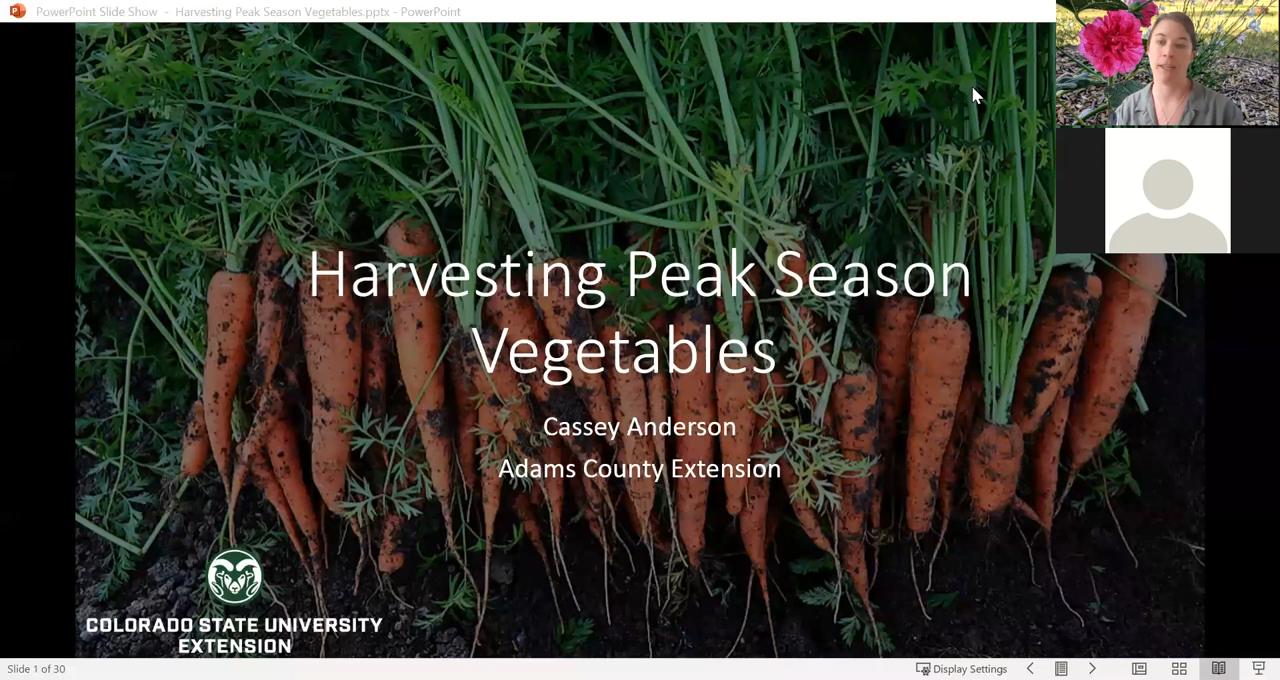 PowerPoint Slide Show - Harvesting Peak Season Vegetables.pptx - PowerPoint
Harvesting Peak Season
Vegetables
Cassey Anderson
Adams County Extension
COLORADO STATE UNIVERSITY
EXTENSION
Slide 1 of 30
Display Settings